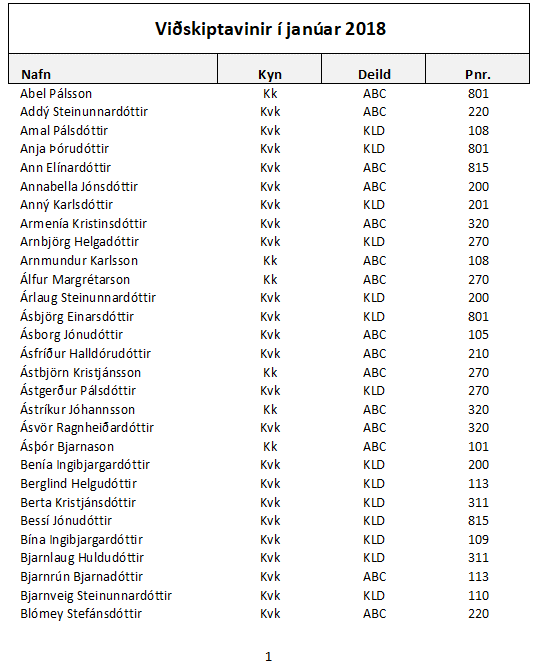 Viðskiptavinir í janúar 2018
Nafn Kyn Deild Pnr.
Abel Pálsson Kk ABC 801
Addý Steinunnardóttir Kvk ABC 220
Amal Pálsdóttir Kvk KLD 108
Anja Þórudóttir Kvk KLD 801
Ann Elínardóttir Kvk ABC 815
Annabella Jónsdóttir Kvk ABC 200
Anný Karlsdóttir Kvk KLD 201
Armenía Kristinsdóttir Kvk ABC 320
Arnbjörg Helgadóttir Kvk KLD 270
Arnmundur Karlsson Kk ABC 108
Álfur Margrétarson Kk ABC 270
Árlaug Steinunnardóttir Kvk KLD 200
Ásbjörg Einarsdóttir Kvk KLD 801
Ásborg Jónudóttir Kvk ABC 105
Ásfríður Halldórudóttir Kvk ABC 210
Ástbjörn Kristjánsson Kk ABC 270
Ástgerður Pálsdóttir Kvk KLD 270
Ástríkur Jóhannsson Kk ABC 320
Ásvör Ragnheiðardóttir Kvk ABC 320
Ásþór Bjarnason Kk ABC 101
Benía Ingibjargardóttir Kvk KLD 200
Berglind Helgudóttir Kvk KLD 113
Berta Kristjánsdóttir Kvk KLD 311
Bessí Jónudóttir Kvk KLD 815
Bína Ingibjargardóttir Kvk KLD 109
Bjarnlaug Huldudóttir Kvk KLD 311
Bjarnrún Bjarnadóttir Kvk ABC 113
Bjarnveig Steinunnardóttir Kvk KLD 110
Blómey Stefánsdóttir Kvk ABC 220
1